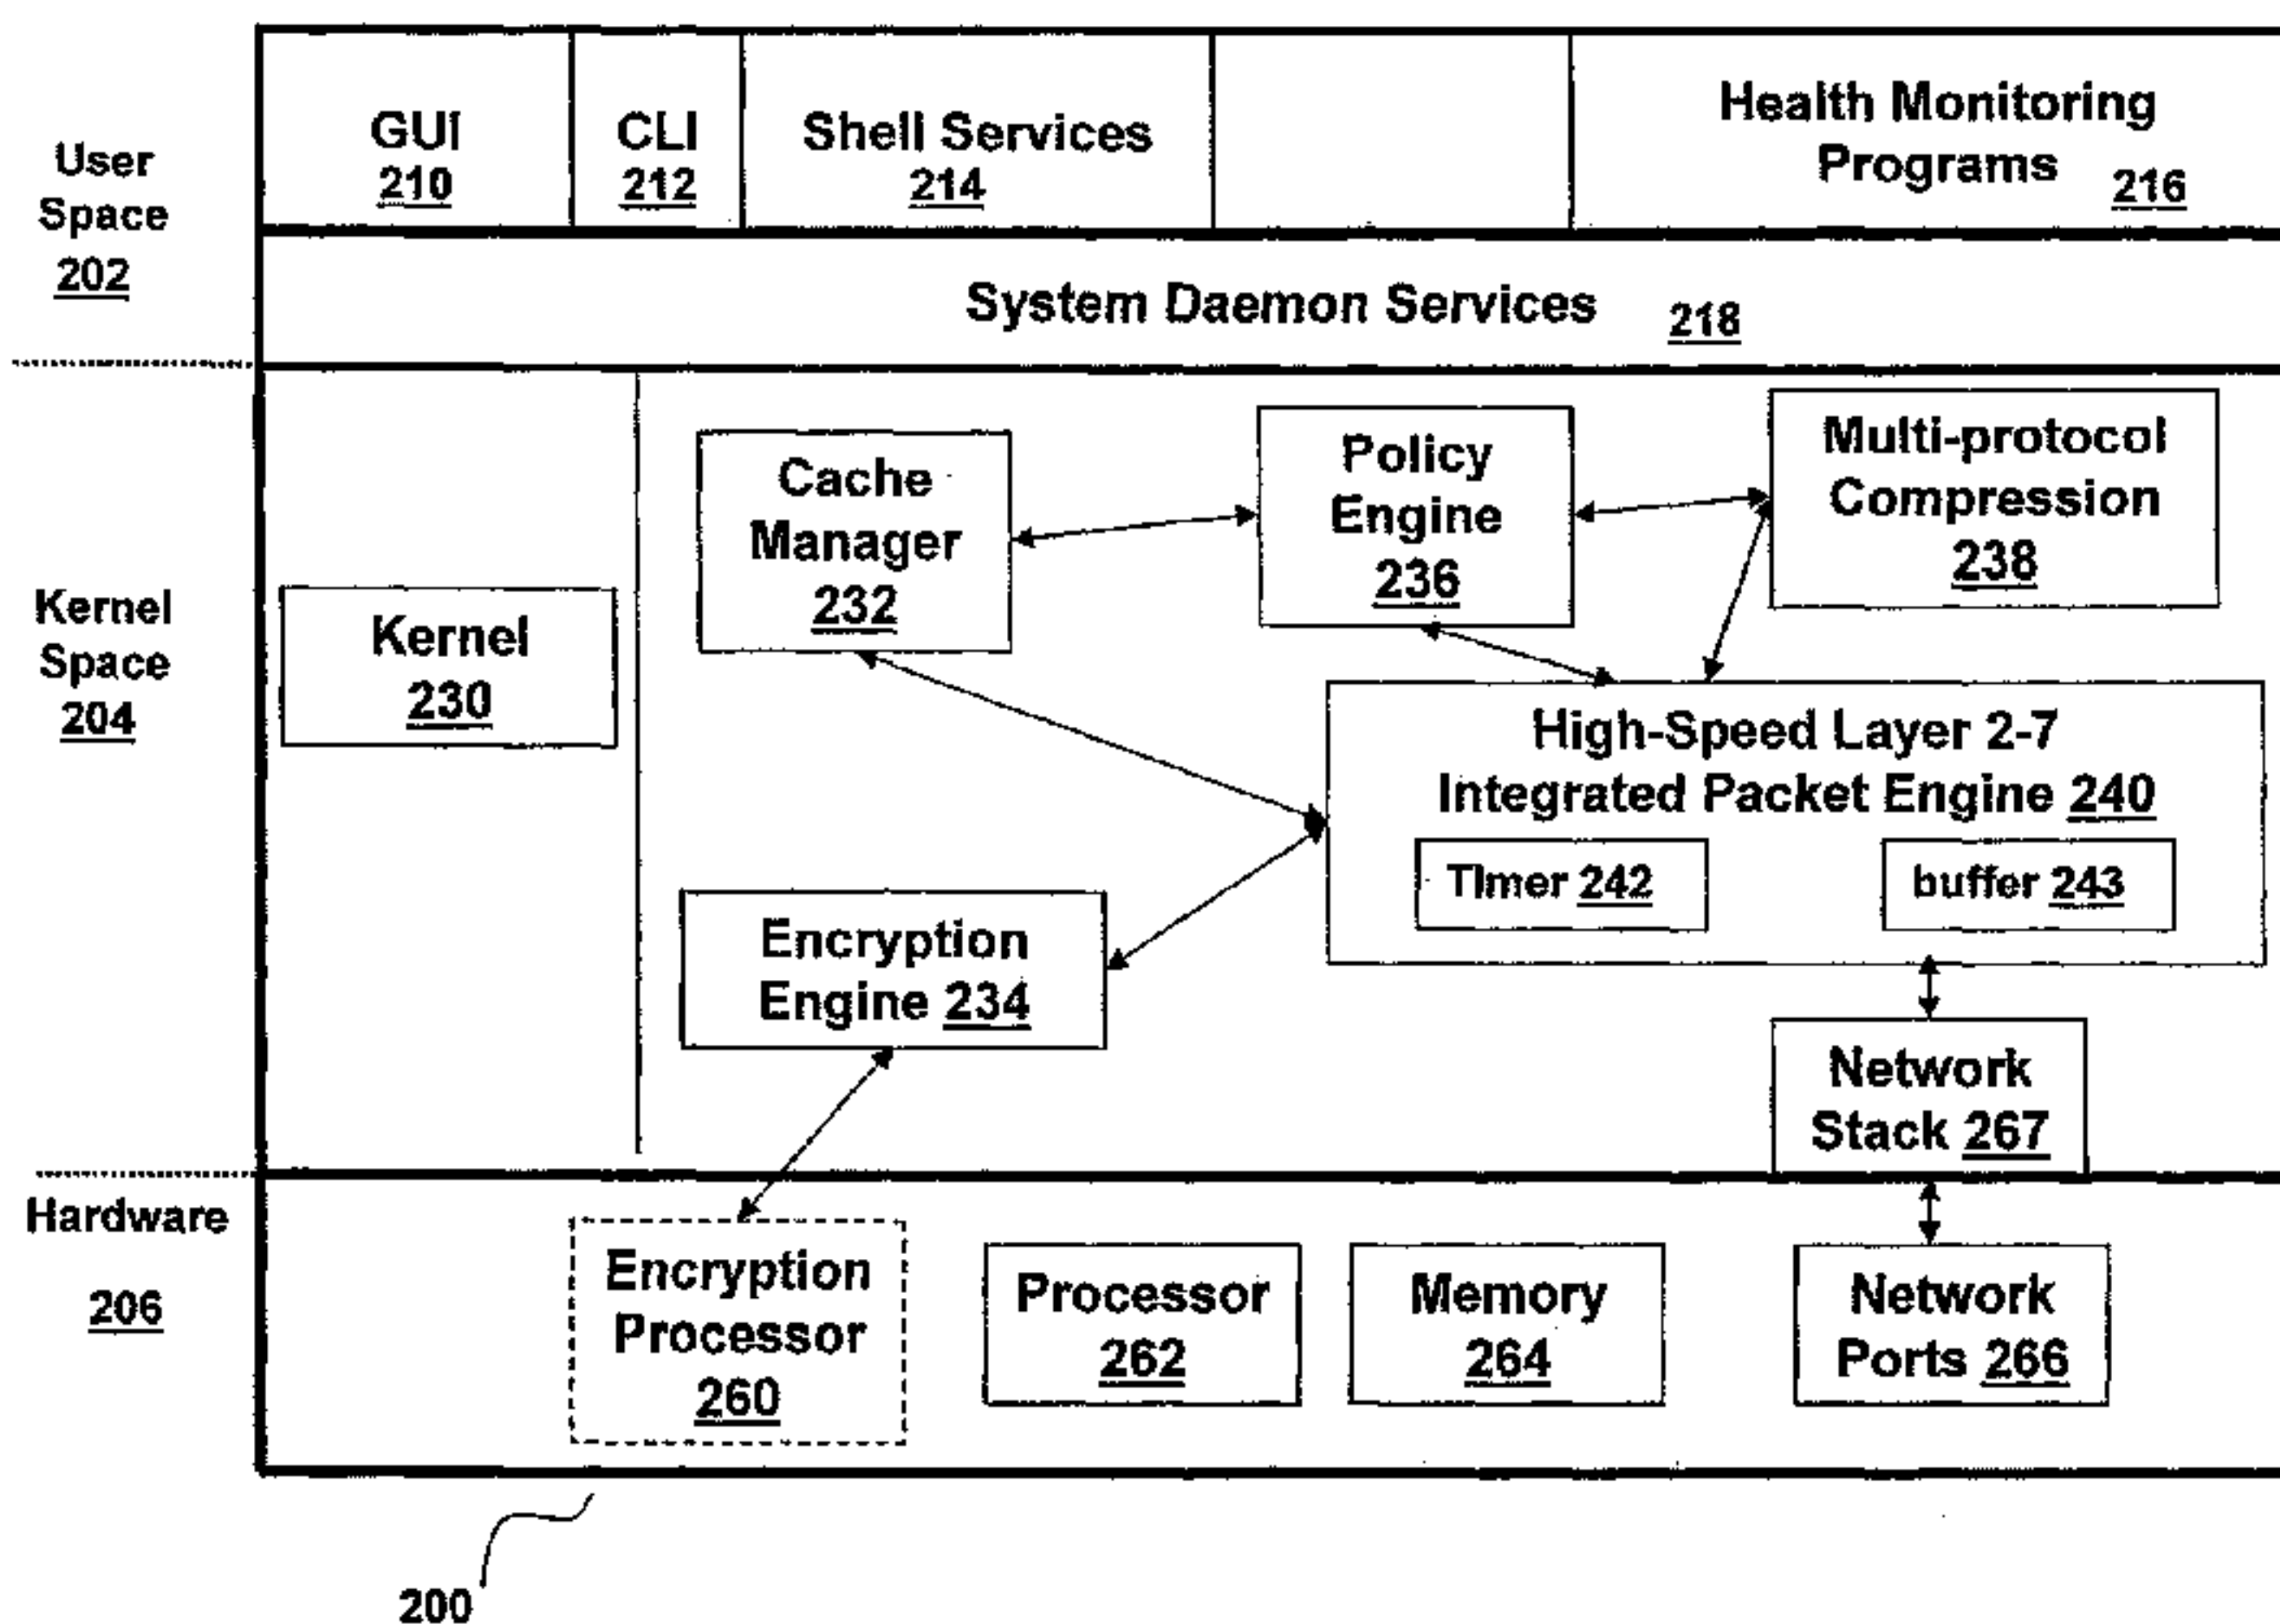 User
Space
202
GUI
210
CLI
212
Shell Services
214
Health Monitoring
Programs 216
System Daemon Services 218
Kernel
Space
204
Kernel
230
Cache
Manager
232
Policy
Engine
236
Multi-protocol
Compression
238
High-Speed Layer 2-7
Integrated Packet Engine 240
Timer 242
buffer 243
Encryption
Engine 234
Network
Stack 267
Hardware
206
Encryption
Processor
260
Processor
262
Memory
264
Network
Ports 266
200